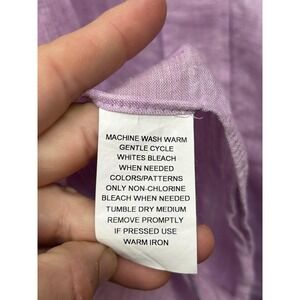 MACHINE WASH WARM
GENTLE CYCLE
WHITES BLEACH
WHEN NEEDED
COLORS/PATTERNS
ONLY NON-CHLORINE
BLEACH WHEN NEEDED
TUMBLE DRY MEDIUM
REMOVE PROMPTLY
IF PRESSED USE
WARM IRON